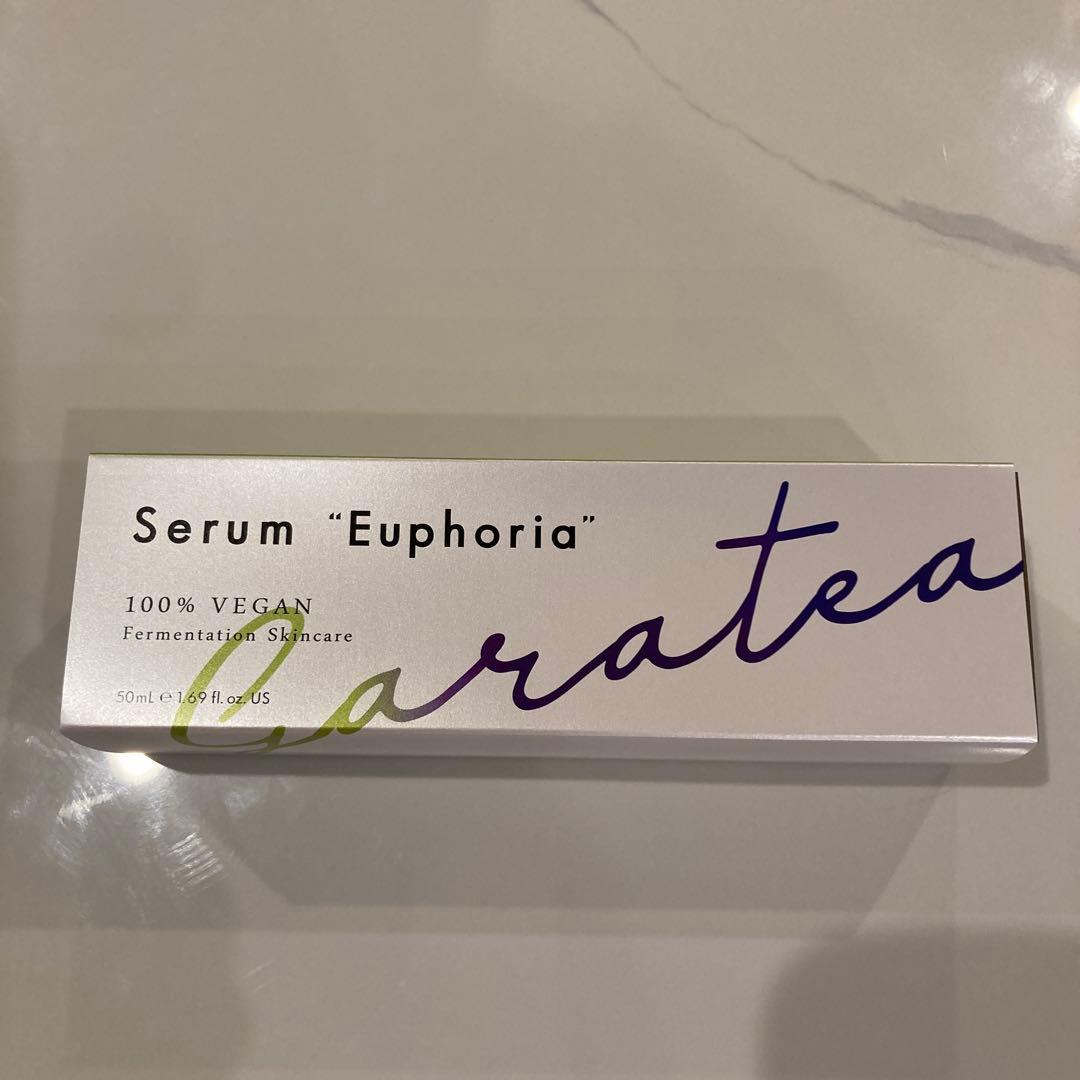 Serum “Euphoria”
100% VEGAN
Fermentation Skincare
50mL ℮ 1.69 fl. oz. US
Caratea